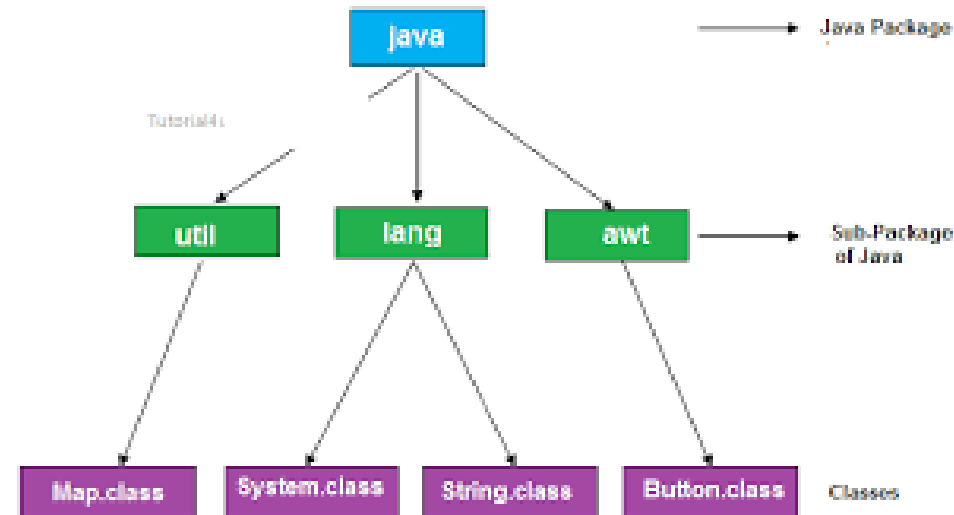 java
Java Package
Tutorial4u
util
lang
awt
Sub-Package
of Java
Map.class
System.class
String.class
Button.class
Classes